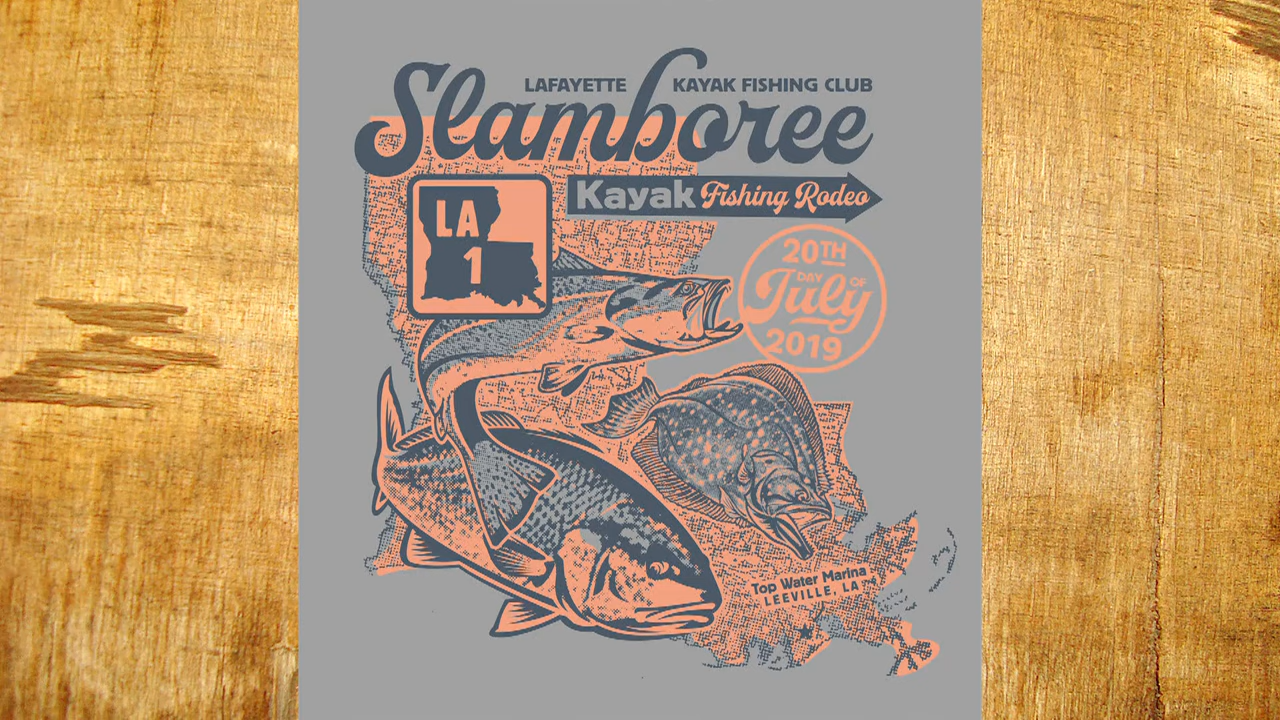 LAFAYETTE KAYAK FISHING CLUB
Slamboree
Kayak Fishing Rodeo
LA
1
20TH
DAY OF
July
2019
Top Water Marina
LEEVILLE, LA